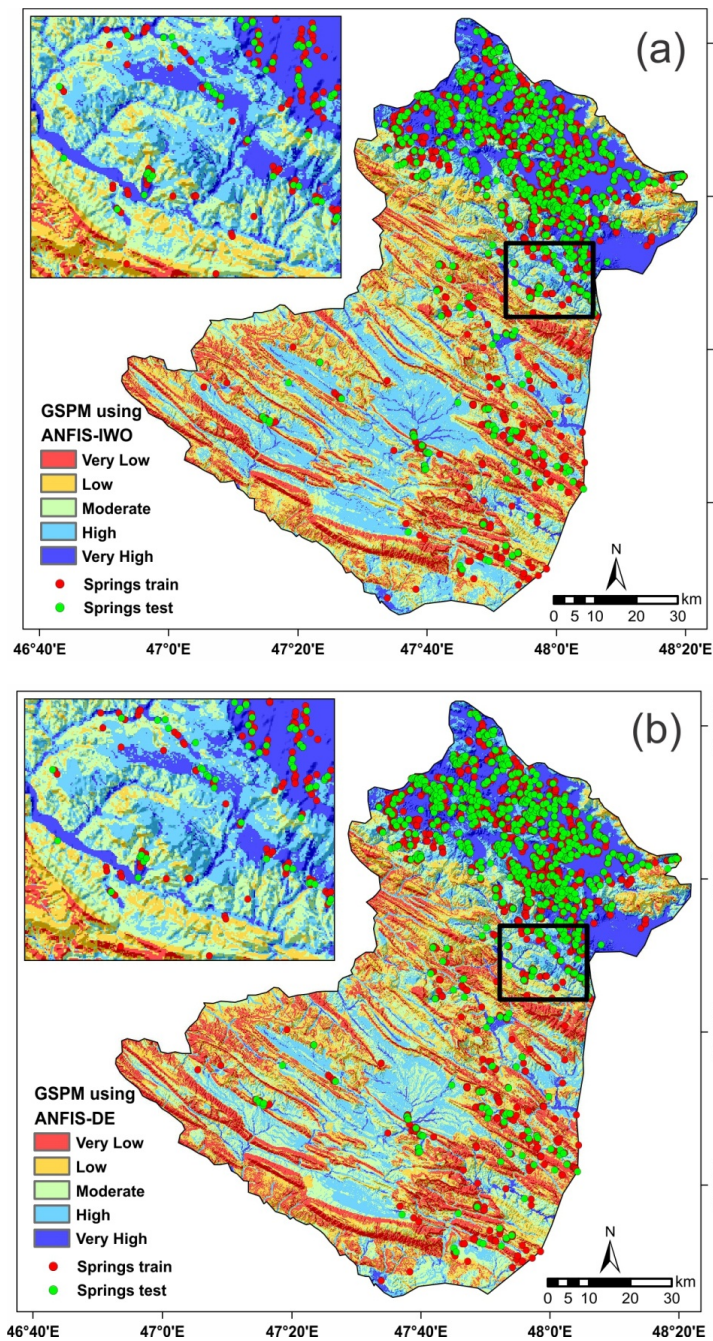 (a)
GSPM using
ANFIS-IWO
Very Low
Low
Moderate
High
Very High
Springs train
Springs test
N
km
0 5 10 20 30
46°40'E 47°0'E 47°20'E 47°40'E 48°0'E 48°20'E
(b)
GSPM using
ANFIS-DE
Very Low
Low
Moderate
High
Very High
Springs train
Springs test
N
km
0 5 10 20 30
46°40'E 47°0'E 47°20'E 47°40'E 48°0'E 48°20'E